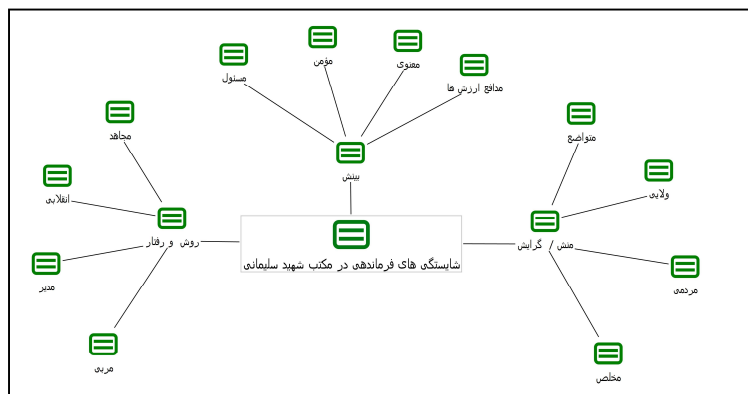 مؤمن
معنوی
مسئول
مدافع ارزش ها
مجاهد
متواضع
بینش
انقلابی
ولایی
روش و رفتار
منش / گرایش
شایستگی های فرماندهی در مکتب شهید سلیمانی
مدیر
مردمی
مربی
مخلص